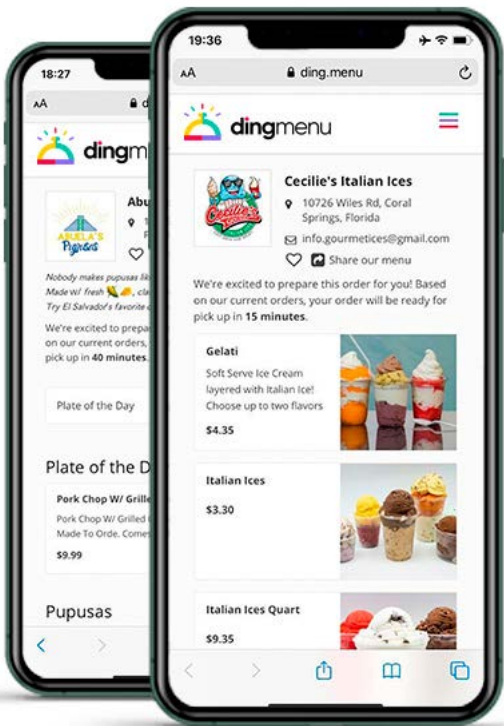 18:27
AA
dingm
ABUELA'S
Pupusas
Abu
Nobody makes pupusas lik
Made w/ fresh
Try El Salvador's favorite
We're excited to prepa
on our current orders,
pick up in 40 minutes.
Plate of the Day
Plate of the D
Pork Chop W/ Grille
Pork Chop W/ Grilled
Made To Orde. Comes
$9.99
Pupusas
19:36
AA
ding.menu
dingmenu
Cecilie's
Cecilie's Italian Ices
10726 Wiles Rd, Coral
Springs, Florida
info.gourmetices@gmail.com
Share our menu
We're excited to prepare this order for you! Based
on our current orders, your order will be ready for
pick up in 15 minutes.
Gelati
Soft Serve Ice Cream
layered with Italian Ice!
Choose up to two flavors
$4.35
Italian Ices
$3.30
Italian Ices Quart
$9.35